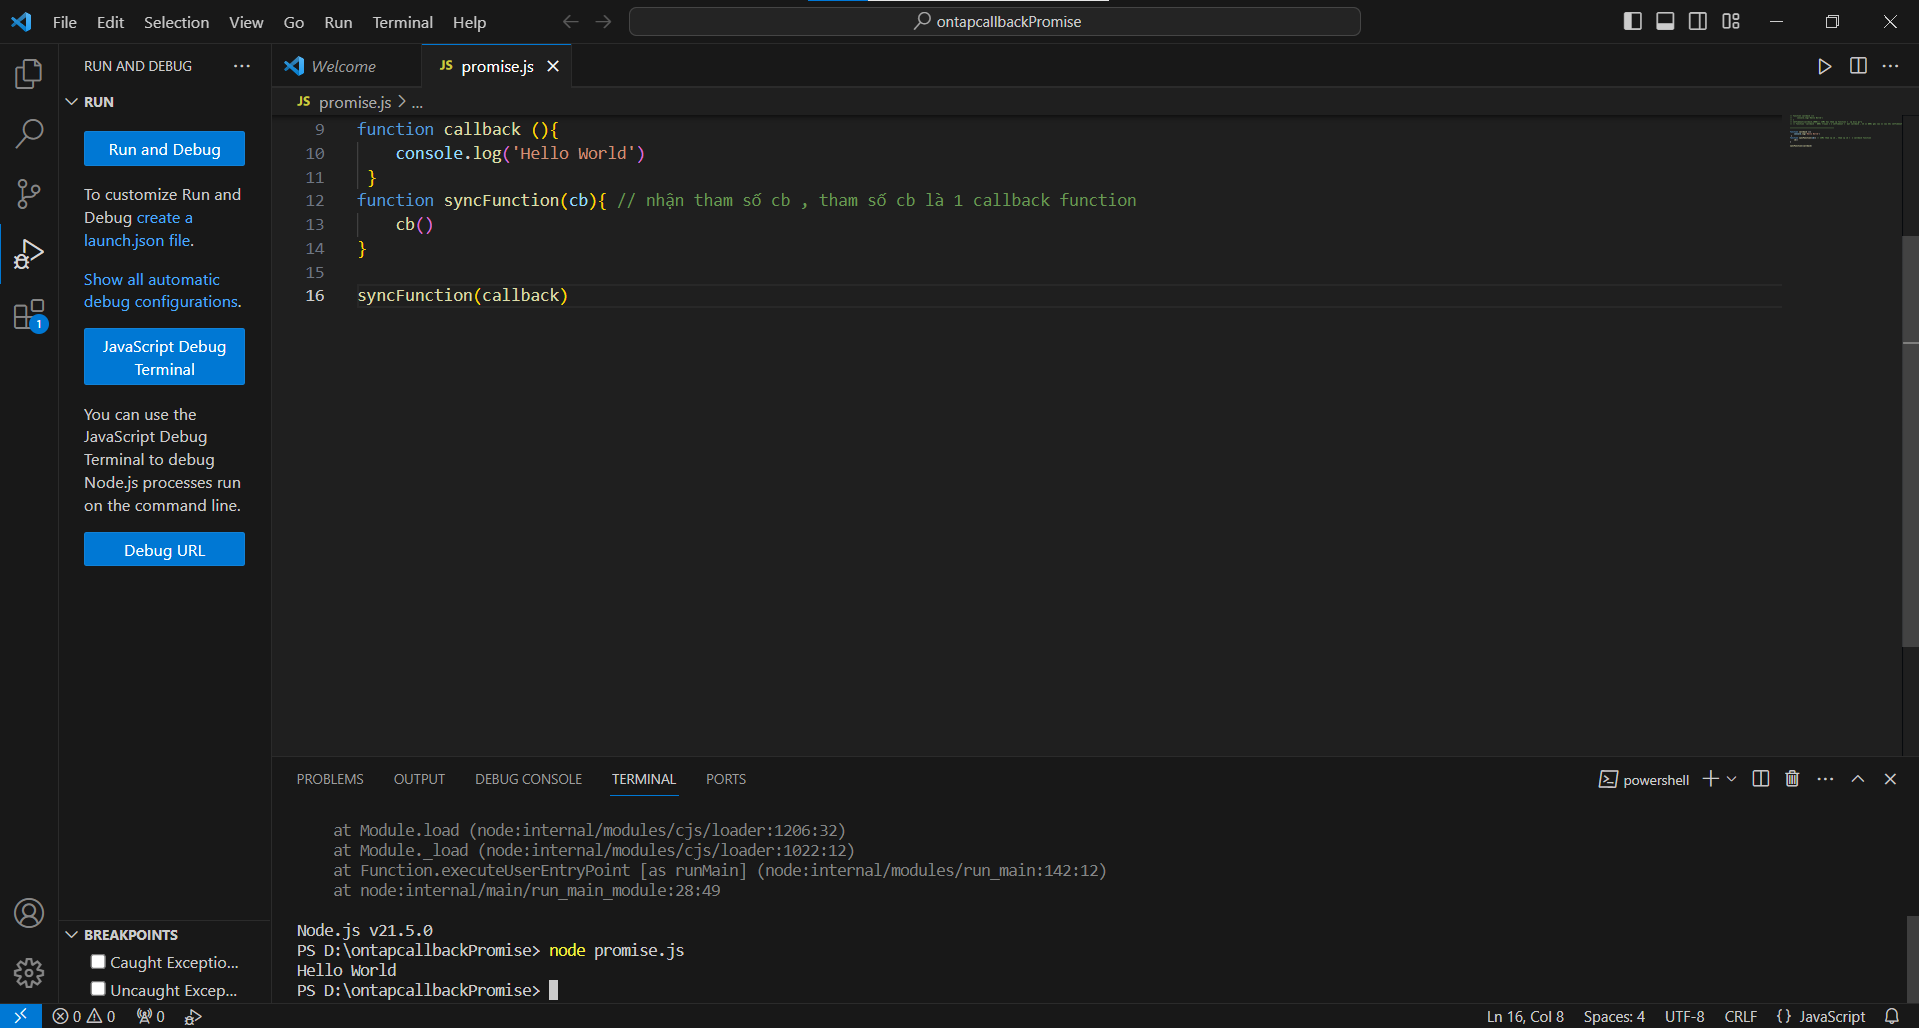 File Edit Selection View Go Run Terminal Help
ontapcallbackPromise
RUN AND DEBUG
RUN
Run and Debug
To customize Run and
Debug create a
launch.json file.
Show all automatic
debug configurations.
JavaScript Debug
Terminal
You can use the
JavaScript Debug
Terminal to debug
Node.js processes run
on the command line.
Debug URL
BREAKPOINTS
Caught Exceptio...
Uncaught Excep...
1
Welcome
JS promise.js
JS promise.js > ...
9 function callback (){
10 console.log('Hello World')
11 }
12 function syncFunction(cb){ // nhận tham số cb , tham số cb là 1 callback function
13 cb()
14 }
15
16 syncFunction(callback)
PROBLEMS OUTPUT DEBUG CONSOLE TERMINAL PORTS
powershell
at Module.load (node:internal/modules/cjs/loader:1206:32)
at Module._load (node:internal/modules/cjs/loader:1022:12)
at Function.executeUserEntryPoint [as runMain] (node:internal/modules/run_main:142:12)
at node:internal/main/run_main_module:28:49
Node.js v21.5.0
PS D:\ontapcallbackPromise> node promise.js
Hello World
PS D:\ontapcallbackPromise>
0 0 0
Ln 16, Col 8 Spaces: 4 UTF-8 CRLF {} JavaScript